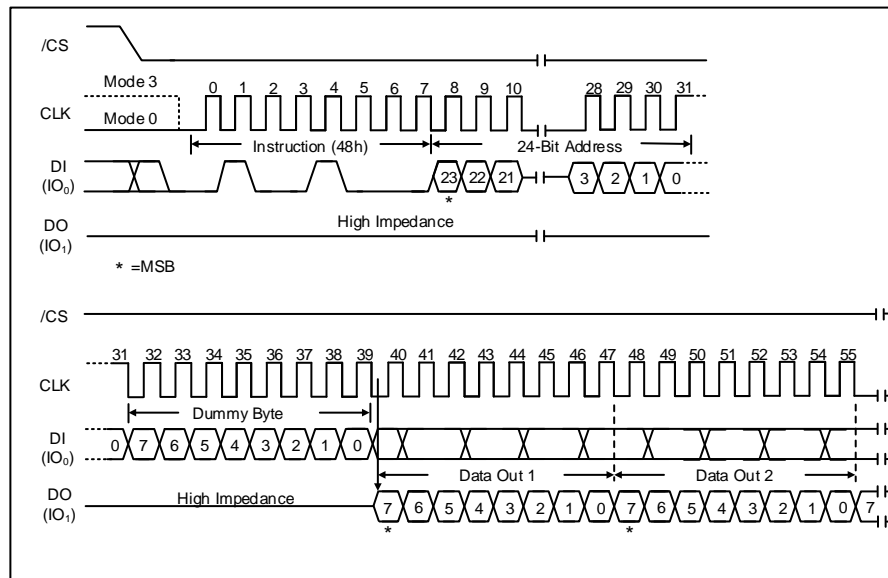 /CS
Mode 3
0 1 2 3 4 5 6 7 8 9 10 28 29 30 31
CLK
Mode 0
Instruction (48h) 24-Bit Address
DI
(IO₀)
23 22 21 3 2 1 0
*
DO
(IO₁)
High Impedance
* =MSB
/CS
31 32 33 34 35 36 37 38 39 40 41 42 43 44 45 46 47 48 49 50 51 52 53 54 55
CLK
Dummy Byte
DI
(IO₀)
0 7 6 5 4 3 2 1 0
Data Out 1 Data Out 2
DO
(IO₁)
High Impedance
7 6 5 4 3 2 1 0 7 6 5 4 3 2 1 0 7
* *